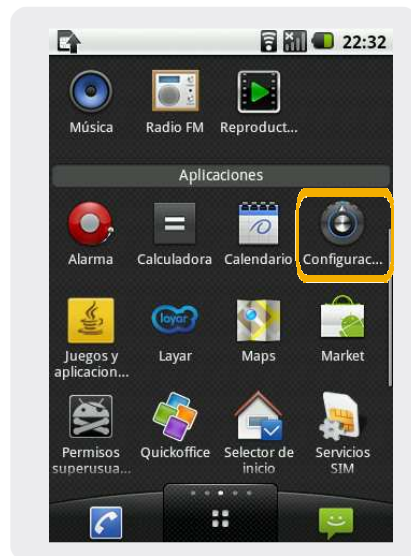 22:32
Música Radio FM Reproduct...
Aplicaciones
Alarma Calculadora Calendario Configurac...
Juegos y aplicacion... Layar Maps Market
layar
Permisos superusua... Quickoffice Selector de inicio Servicios SIM